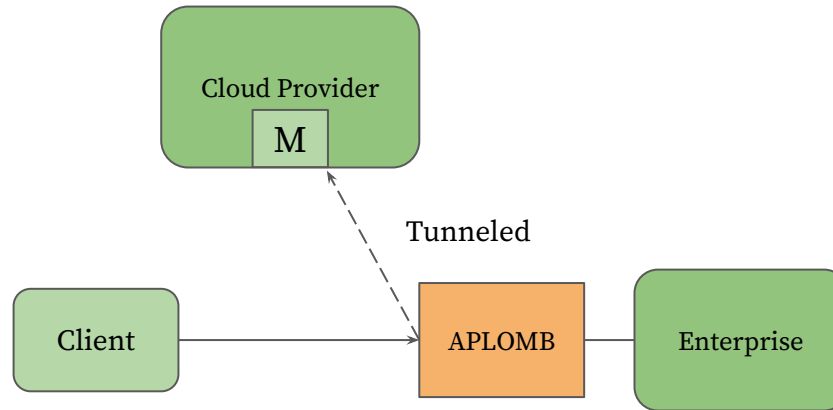 Cloud Provider
M
Tunneled
Client
APLOMB
Enterprise